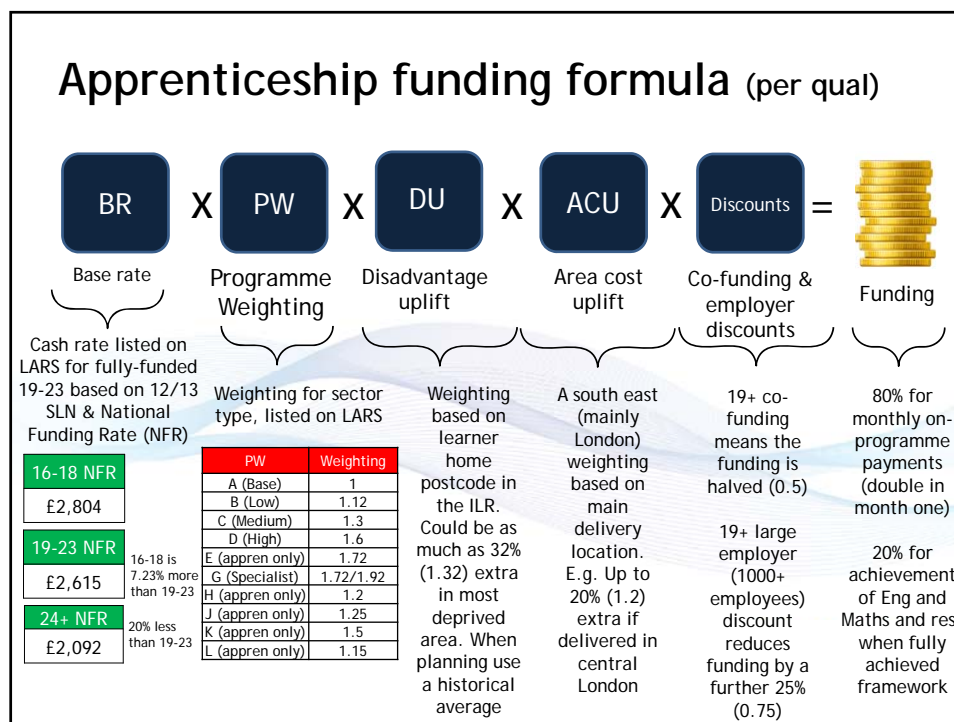 Apprenticeship funding formula (per qual)
BR X PW X DU X ACU X Discounts =
Base rate
Programme
Weighting
Disadvantage
uplift
Area cost
uplift
Co-funding &
employer
discounts
Funding
Cash rate listed on
LARS for fully-funded
19-23 based on 12/13
SLN & National
Funding Rate (NFR)
16-18 NFR
£2,804
19-23 NFR
£2,615
24+ NFR
£2,092
16-18 is
7.23% more
than 19-23
20% less
than 19-23
Weighting for sector
type, listed on LARS
PW Weighting
A (Base) 1
B (Low) 1.12
C (Medium) 1.3
D (High) 1.6
E (appren only) 1.72
G (Specialist) 1.72/1.92
H (appren only) 1.2
J (appren only) 1.25
K (appren only) 1.5
L (appren only) 1.15
Weighting
based on
learner
home
postcode in
the ILR.
Could be as
much as 32%
(1.32) extra
in most
deprived
area. When
planning use
a historical
average
A south east
(mainly
London)
weighting
based on
main
delivery
location.
E.g. Up to
20% (1.2)
extra if
delivered in
central
London
19+ co-
funding
means the
funding is
halved (0.5)
19+ large
employer
(1000+
employees)
discount
reduces
funding by a
further 25%
(0.75)
80% for
monthly on-
programme
payments
(double in
month one)
20% for
achievement
of Eng and
Maths and res
when fully
achieved
framework